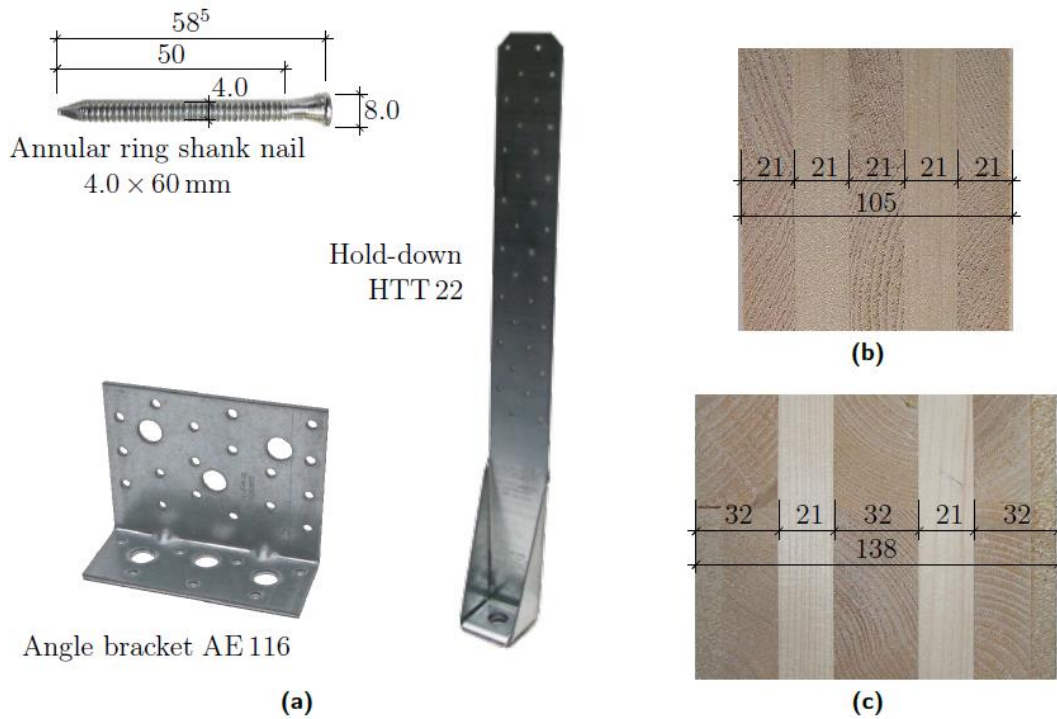 58⁵
50
4.0
8.0
Annular ring shank nail
4.0 × 60 mm
Hold-down
HTT 22
Angle bracket AE 116
(a)
21 21 21 21 21
105
(b)
32 21 32 21 32
138
(c)